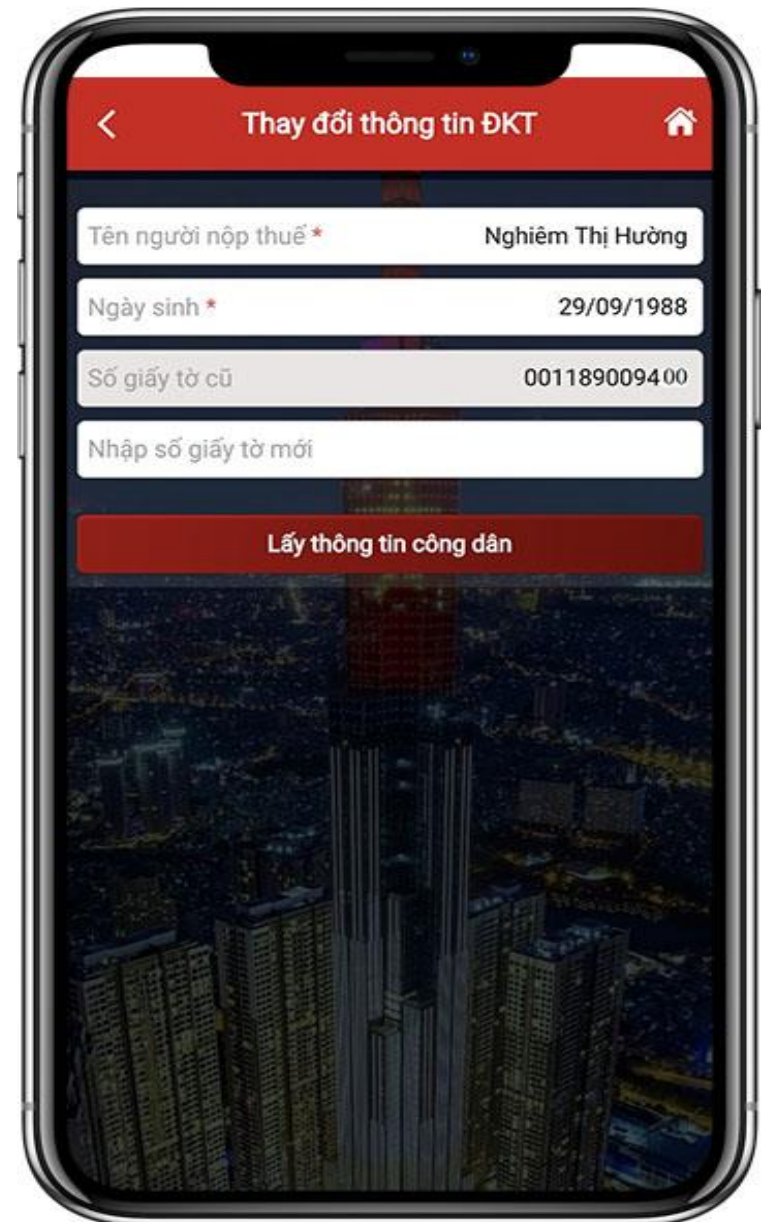 Thay đổi thông tin ĐKT
Tên người nộp thuế * Nghiêm Thị Hường
Ngày sinh * 29/09/1988
Số giấy tờ cũ 001189009400
Nhập số giấy tờ mới
Lấy thông tin công dân